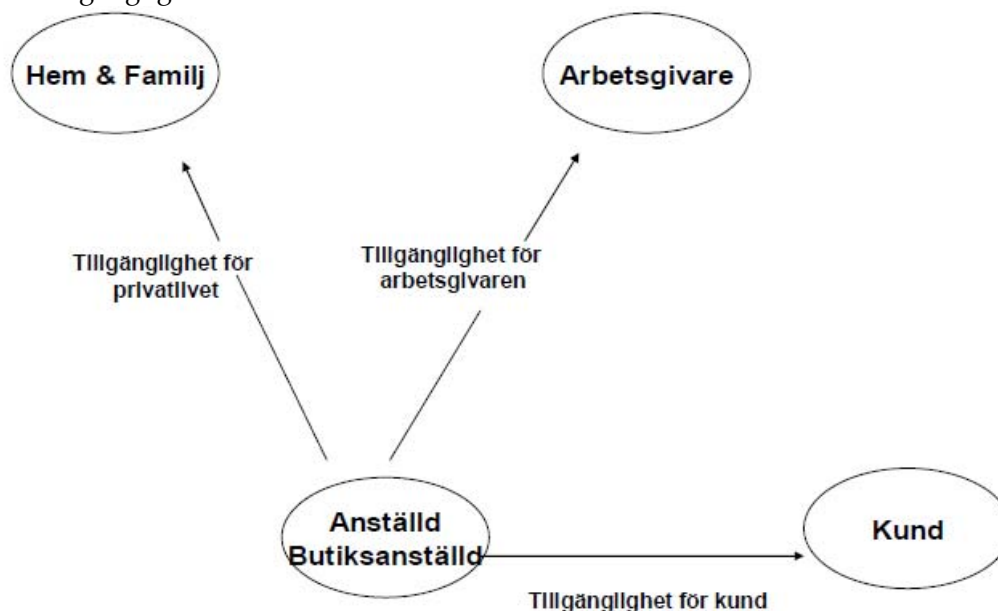 Hem & Familj
Arbetsgivare
Tillgänglighet för
privatlivet
Tillgänglighet för
arbetsgivaren
Anställd
Butiksanställd
Kund
Tillgänglighet för kund